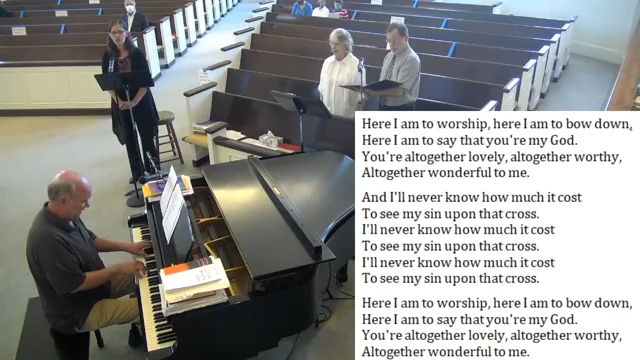 Here I am to worship, here I am to bow down,
Here I am to say that you're my God.
You're altogether lovely, altogether worthy,
Altogether wonderful to me.
And I'll never know how much it cost
To see my sin upon that cross.
I'll never know how much it cost
To see my sin upon that cross.
I'll never know how much it cost
To see my sin upon that cross.
Here I am to worship, here I am to bow down,
Here I am to say that you're my God.
You're altogether lovely, altogether worthy,
Altogether wonderful to me.